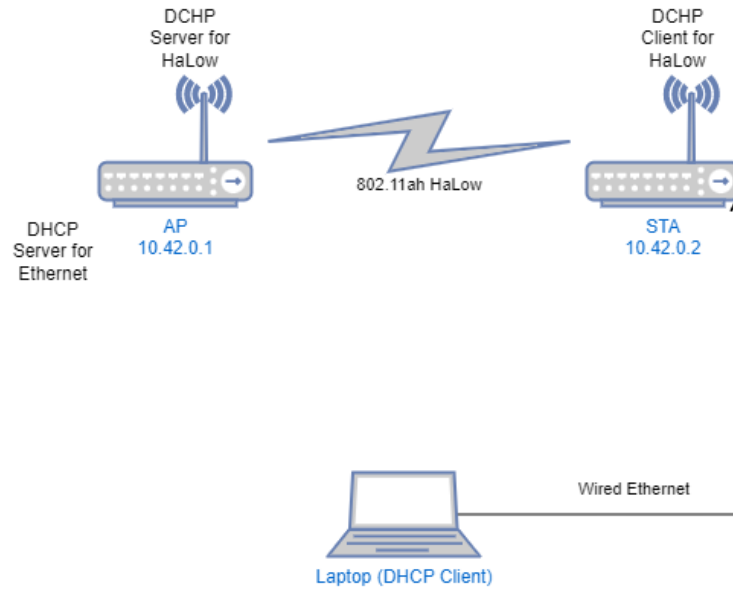 DCHP
Server for
HaLow
DCHP
Client for
HaLow
802.11ah HaLow
DHCP
Server for
Ethernet
AP
10.42.0.1
STA
10.42.0.2
Wired Ethernet
Laptop (DHCP Client)